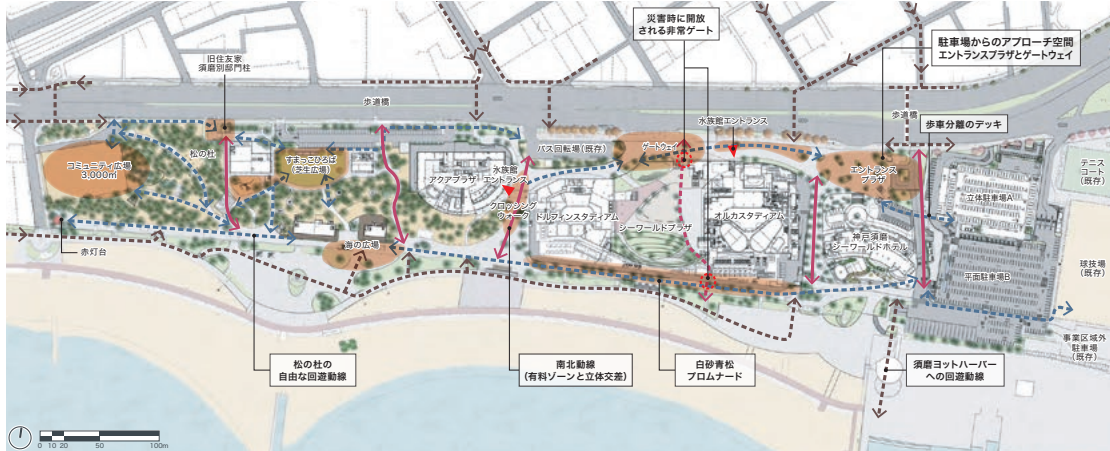 災害時に開放
される非常ゲート
駐車場からのアプローチ空間
エントランスプラザとゲートウェイ
旧住友家
須磨別邸門柱
歩道橋
歩道橋
水族館エントランス
歩車分離のデッキ
松の杜
バス回転場(既存)
ゲートウェイ
コミュニティ広場
3,000㎡
すまっこひろば
(芝生広場)
アクアプラザ
水族館
エントランス
エントランス
プラザ
テニス
コート
(既存)
クロッシング
ウォーク
ドルフィンスタディアム
シーワールドプラザ
オルカスタディアム
立体駐車場A
神戸須磨
シーワールドホテル
海の広場
赤灯台
平面駐車場B
球技場
(既存)
事業区域外
駐車場
(既存)
松の杜の
自由な回遊動線
南北動線
(有料ゾーンと立体交差)
白砂青松
プロムナード
須磨ヨットハーバー
への回遊動線
0 10 20 50 100m